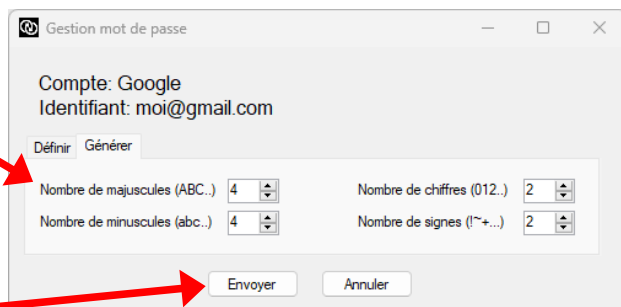 Gestion mot de passe
Compte: Google
Identifiant: moi@gmail.com
Définir Générer
Nombre de majuscules (ABC..) 4 Nombre de chiffres (012..) 2
Nombre de minuscules (abc..) 4 Nombre de signes (!~+...) 2
Envoyer Annuler